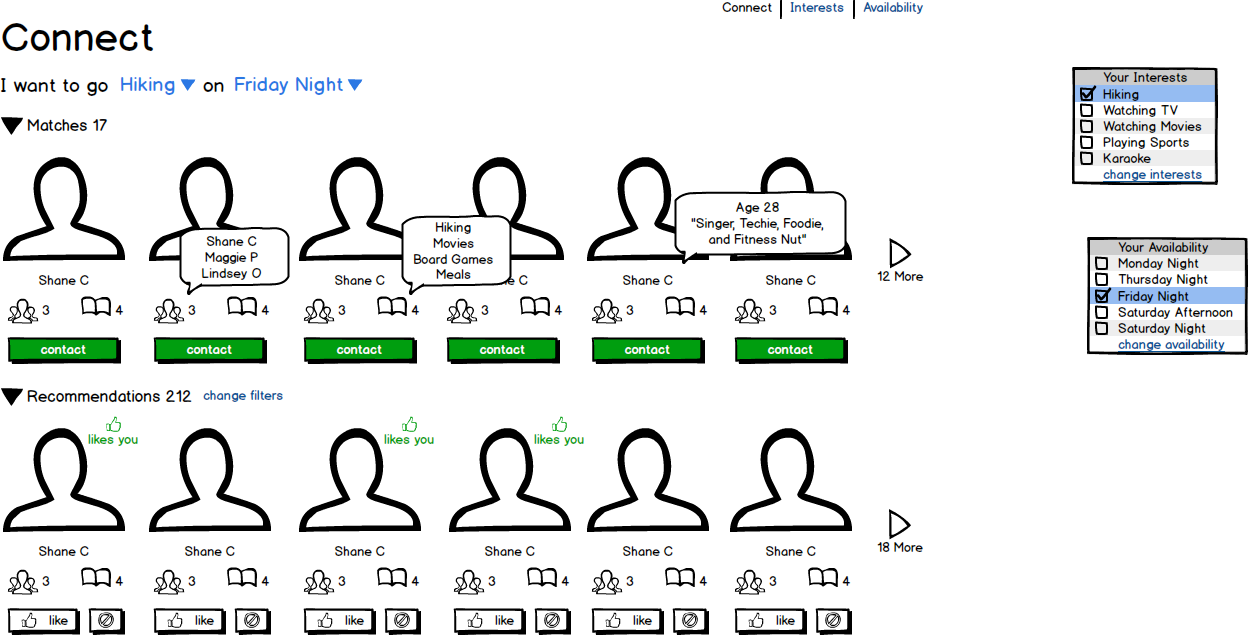 Connect | Interests | Availability
Connect
I want to go Hiking on Friday Night
Your Interests
Hiking
Watching TV
Watching Movies
Playing Sports
Karaoke
change interests
Matches 17
Age 28
"Singer, Techie, Foodie,
and Fitness Nut"
Shane C
Maggie P
Lindsey O
Hiking
Movies
Board Games
Meals
12 More
Shane C Shane C e C Shane C Shane C
3 4 3 4 3 4 3 4 3 4 3 4
contact contact contact contact contact contact
Your Availability
Monday Night
Thursday Night
Friday Night
Saturday Afternoon
Saturday Night
change availability
Recommendations 212 change filters
likes you likes you likes you
18 More
Shane C Shane C Shane C Shane C Shane C Shane C
3 4 3 4 3 4 3 4 3 4 3 4
like like like like like like